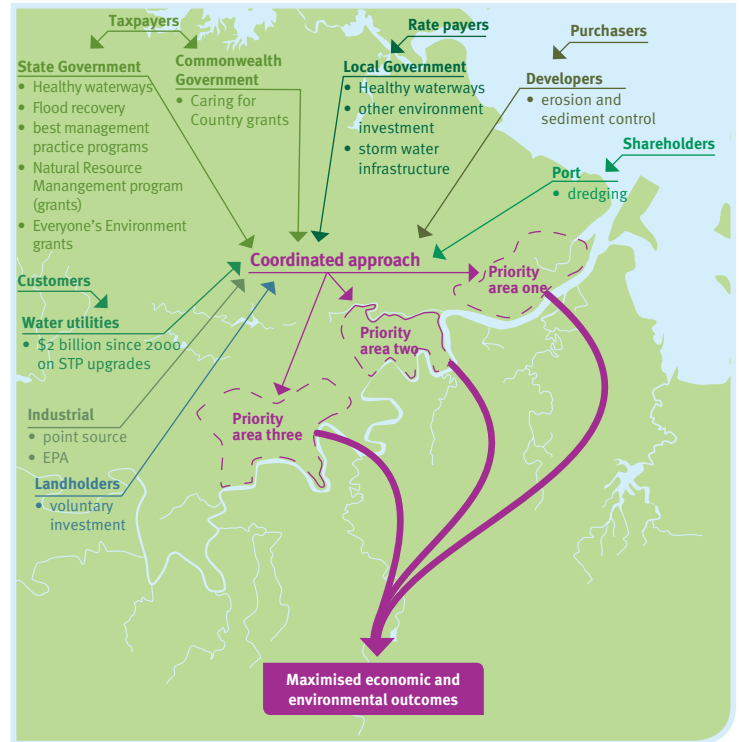 Taxpayers
State Government
• Healthy waterways
• Flood recovery
• best management
practice programs
• Natural Resource
Manangement program
(grants)
• Everyone's Environment
grants
Commonwealth
Government
• Caring for
Country grants
Rate payers
Local Government
• Healthy waterways
• other environment
investment
• storm water
infrastructure
Purchasers
Developers
• erosion and
sediment control
Shareholders
Port
• dredging
Customers
Water utilities
• $2 billion since 2000
on STP upgrades
Industrial
• point source
• EPA
Landholders
• voluntary
investment
Coordinated approach
Priority
area one
Priority
area two
Priority
area three
Maximised economic and
environmental outcomes